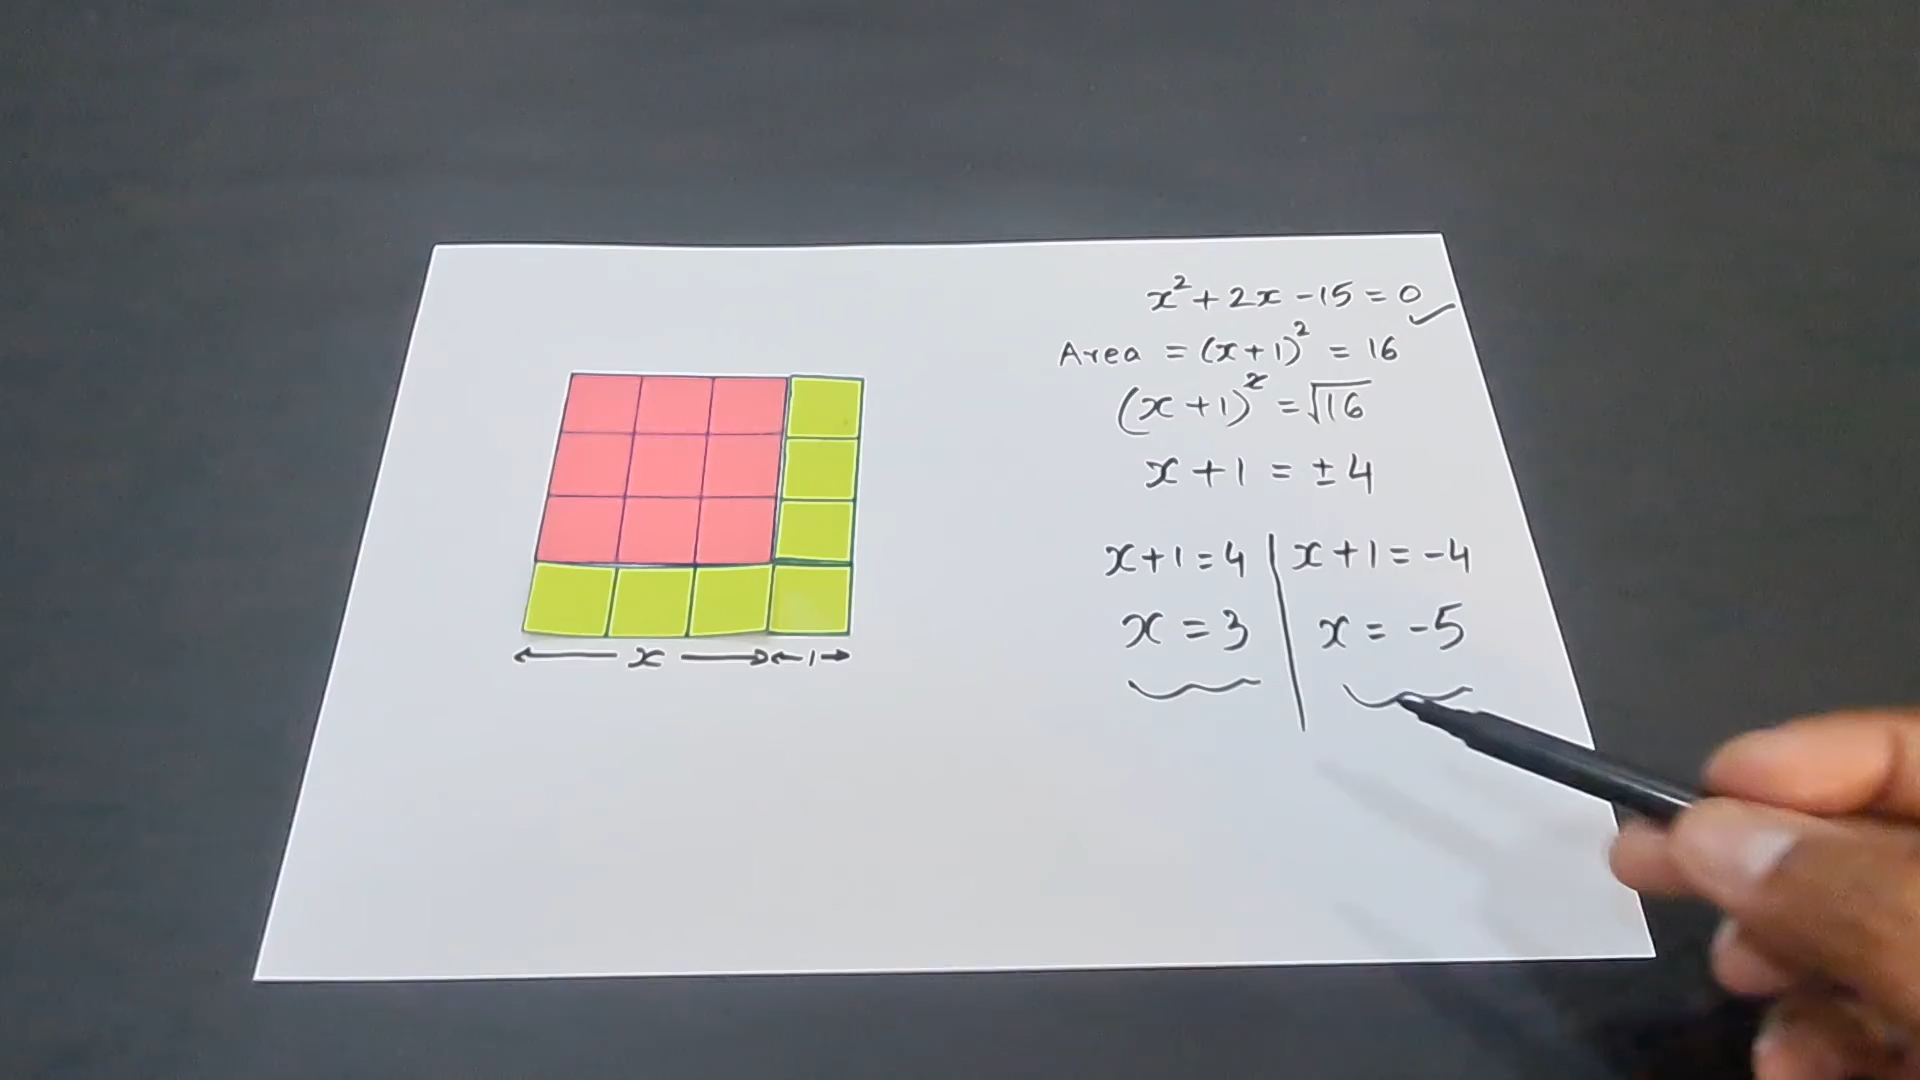 x² + 2x - 15 = 0
Area = (x + 1)² = 16
(x + 1)² = √16
x + 1 = ± 4
x + 1 = 4 | x + 1 = -4
x = 3 | x = -5
x 1